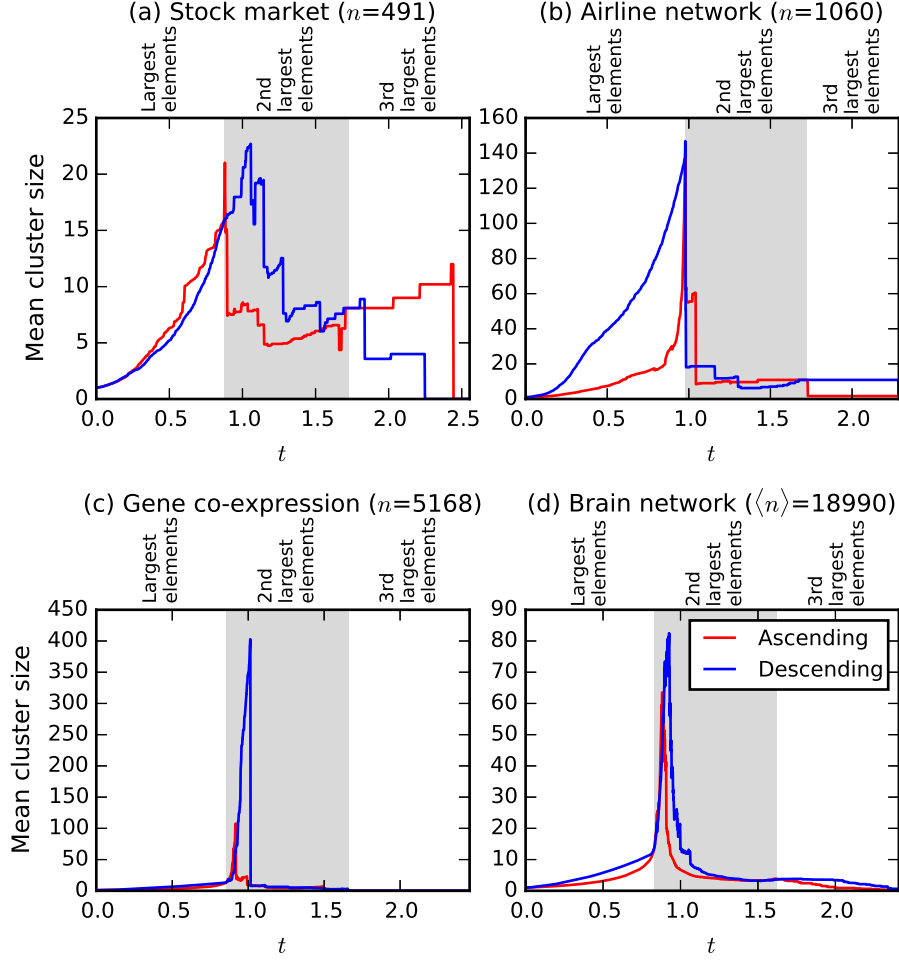 (a) Stock market (n=491)
Largest
elements
2nd
largest
elements
3rd
largest
elements
25
20
15
10
5
0
Mean cluster size
0.0 0.5 1.0 1.5 2.0 2.5
t
(b) Airline network (n=1060)
Largest
elements
2nd
largest
elements
3rd
largest
elements
160
140
120
100
80
60
40
20
0
0.0 0.5 1.0 1.5 2.0
t
(c) Gene co-expression (n=5168)
Largest
elements
2nd
largest
elements
3rd
largest
elements
450
400
350
300
250
200
150
100
50
0
Mean cluster size
0.0 0.5 1.0 1.5 2.0
t
(d) Brain network (⟨n⟩=18990)
Largest
elements
2nd
largest
elements
3rd
largest
elements
90
80
70
60
50
40
30
20
10
0
Ascending
Descending
0.0 0.5 1.0 1.5 2.0
t